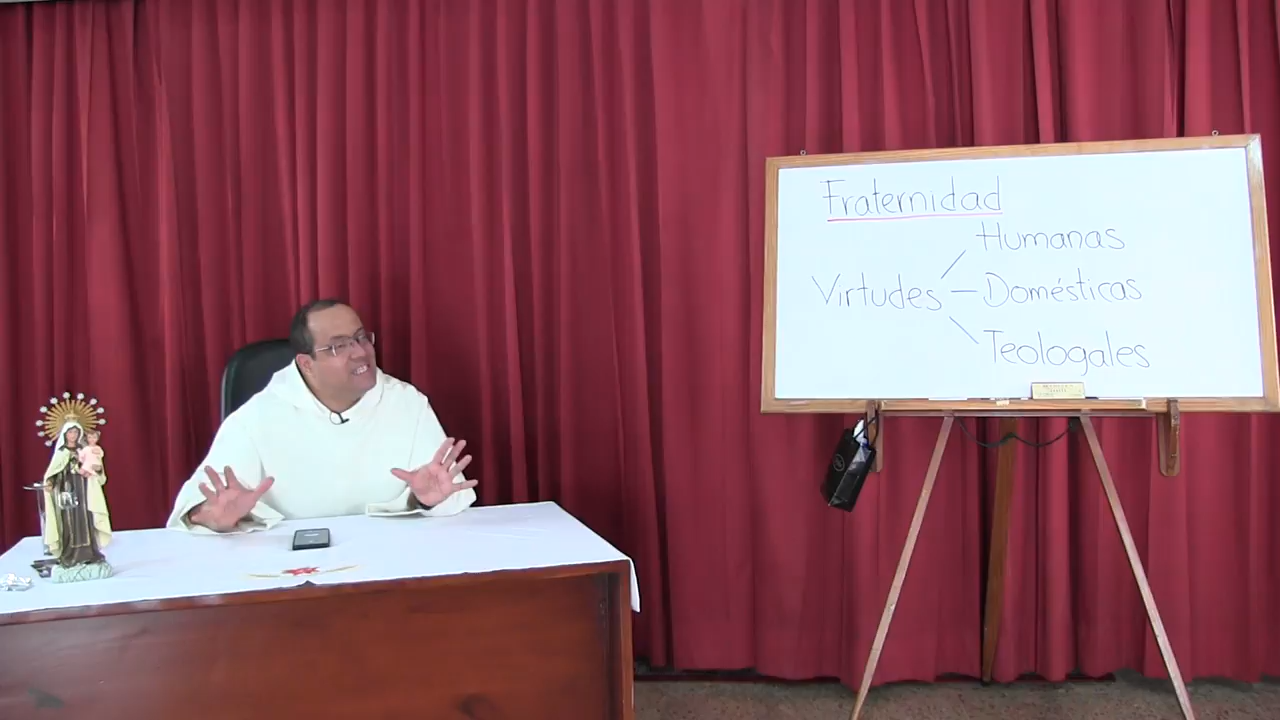 Fraternidad
Humanas
Virtudes — Domésticas
Teologales